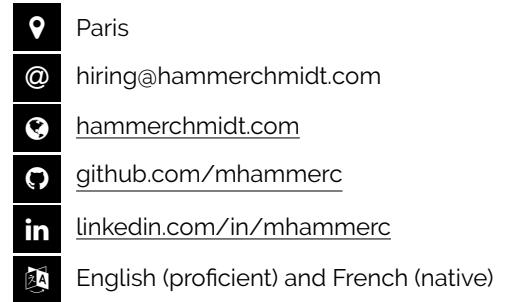 Paris
hiring@hammerchmidt.com
hammerchmidt.com
github.com/mhammerc
linkedin.com/in/mhammerc
English (proficient) and French (native)